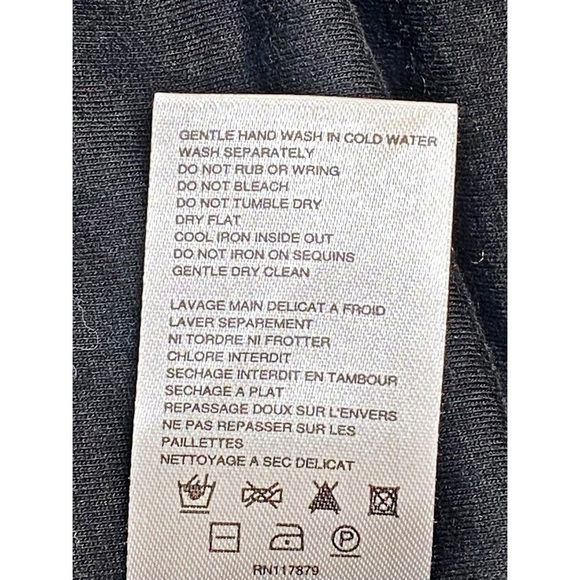 GENTLE HAND WASH IN COLD WATER
WASH SEPARATELY
DO NOT RUB OR WRING
DO NOT BLEACH
DO NOT TUMBLE DRY
DRY FLAT
COOL IRON INSIDE OUT
DO NOT IRON ON SEQUINS
GENTLE DRY CLEAN
LAVAGE MAIN DELICAT A FROID
LAVER SEPAREMENT
NI TORDRE NI FROTTER
CHLORE INTERDIT
SECHAGE INTERDIT EN TAMBOUR
SECHAGE A PLAT
REPASSAGE DOUX SUR L'ENVERS
NE PAS REPASSER SUR LES
PAILLETTES
NETTOYAGE A SEC DELICAT
P
RN117879